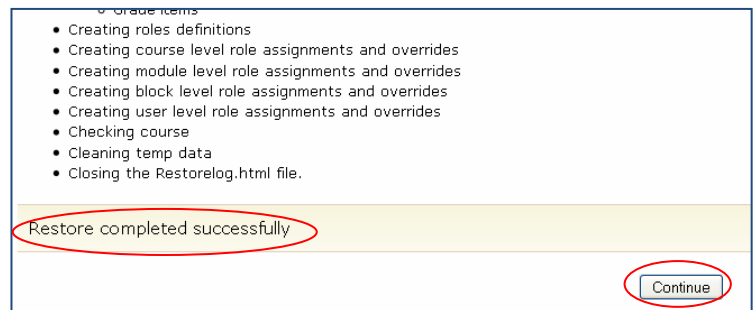 Grade items
Creating roles definitions
Creating course level role assignments and overrides
Creating module level role assignments and overrides
Creating block level role assignments and overrides
Creating user level role assignments and overrides
Checking course
Cleaning temp data
Closing the Restorelog.html file.
Restore completed successfully
Continue